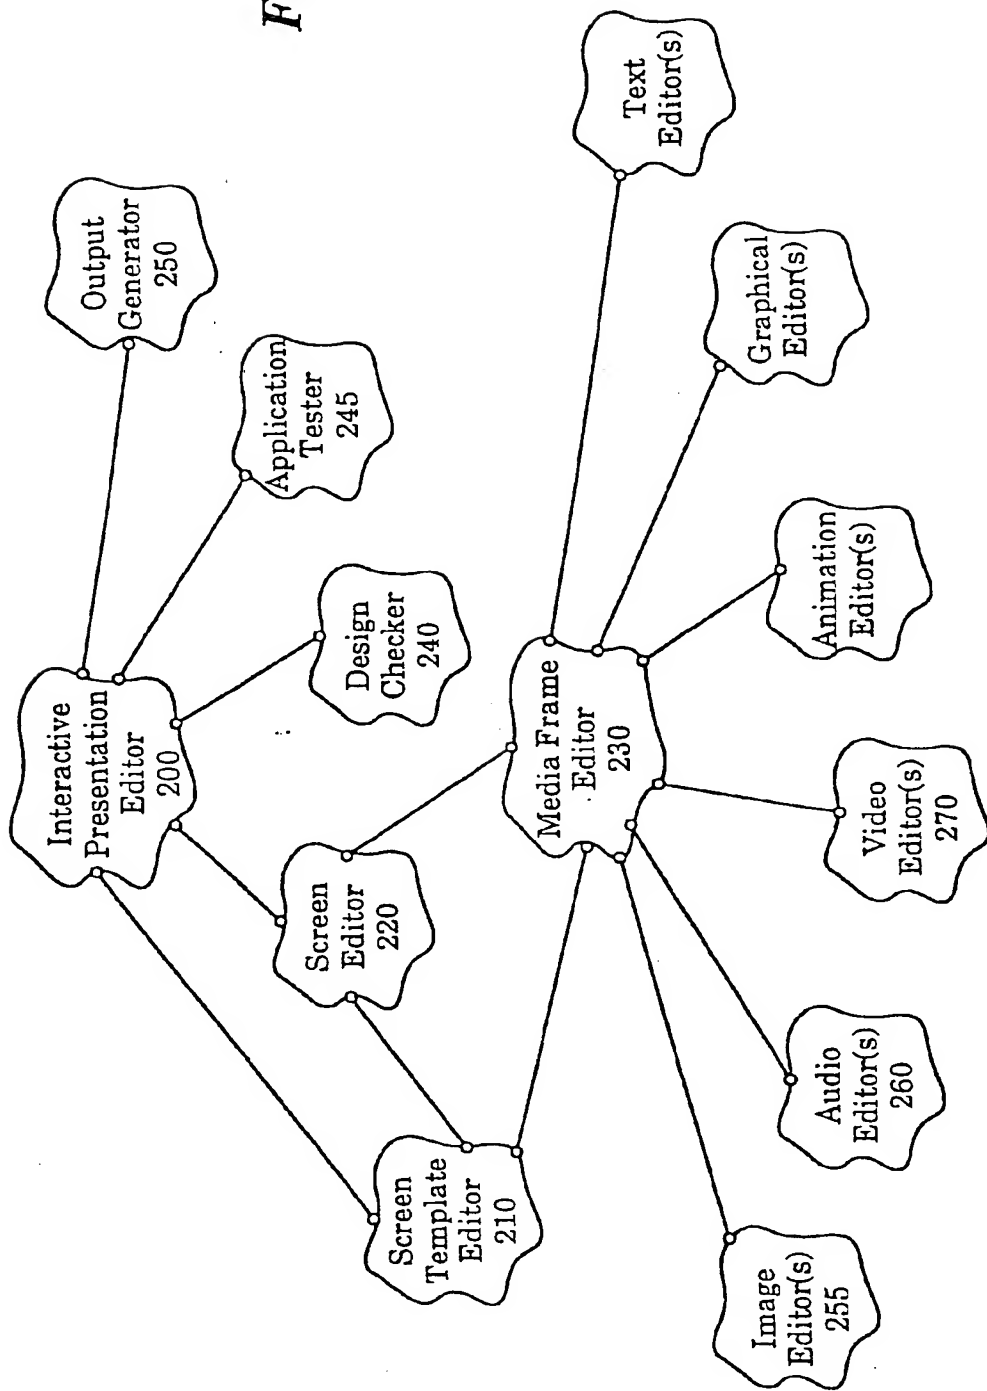 F
Interactive
Presentation
Editor
200
Output
Generator
250
Application
Tester
245
Design
Checker
240
Screen
Editor
220
Screen
Template
Editor
210
Media Frame
Editor
230
Image
Editor(s)
255
Audio
Editor(s)
260
Video
Editor(s)
270
Animation
Editor(s)
Graphical
Editor(s)
Text
Editor(s)